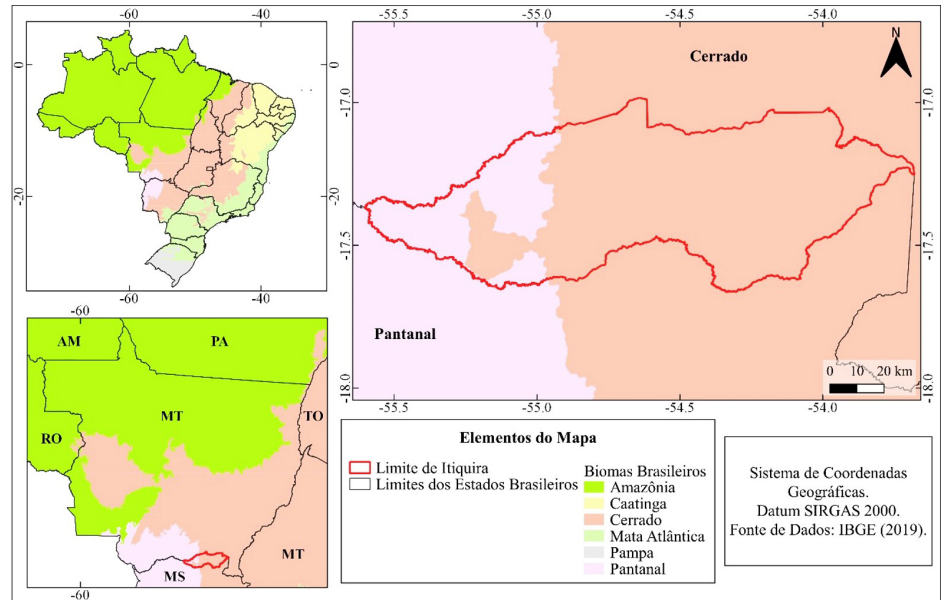 -60
-40
0
-20
0
-20
-60
-40
-60
AM
PA
MT
TO
RO
MT
MS
-60
-55.5
-55.0
-54.5
-54.0
N
Cerrado
-17.0
-17.0
-17.5
-17.5
Pantanal
0 10 20 km
-18.0
-18.0
-55.5
-55.0
-54.5
-54.0
Elementos do Mapa
Limite de Itiquira
Limites dos Estados Brasileiros
Biomas Brasileiros
Amazônia
Caatinga
Cerrado
Mata Atlântica
Pampa
Pantanal
Sistema de Coordenadas
Geográficas.
Datum SIRGAS 2000.
Fonte de Dados: IBGE (2019).